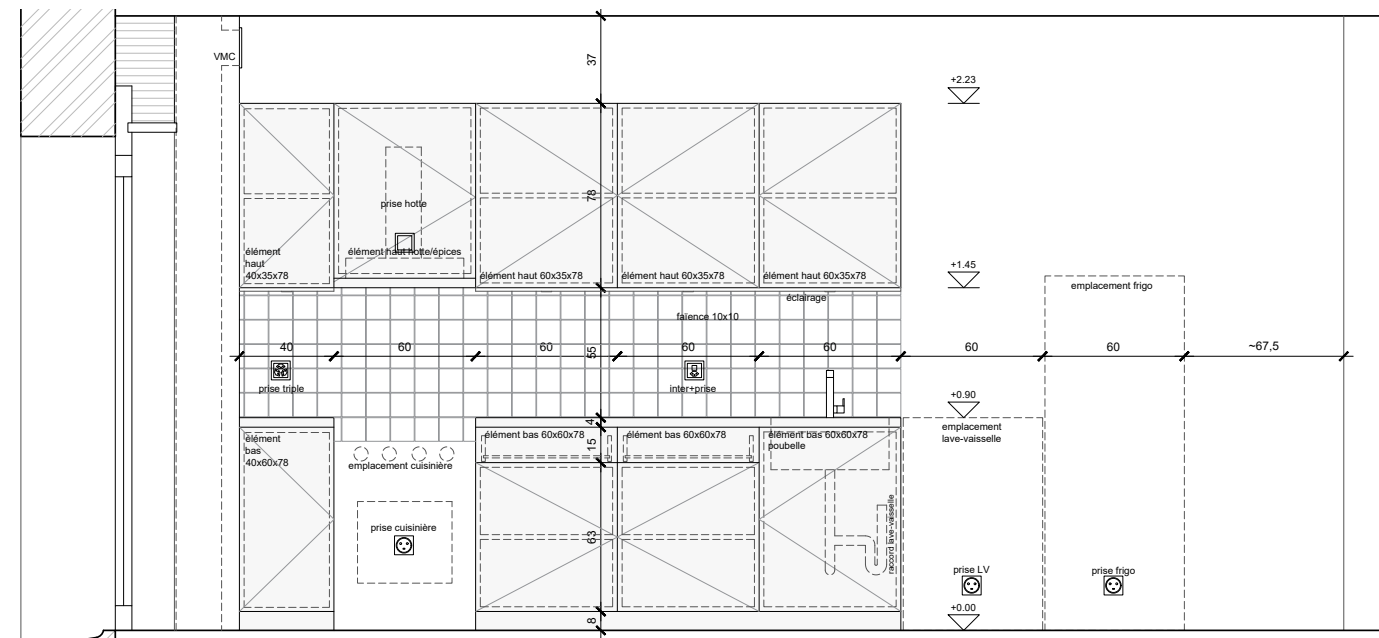 37
VMC
+2.23
78
prise hotte
élément
haut
40x35x78
élément haut hotte/épices
élément haut 60x35x78
élément haut 60x35x78
élément haut 60x35x78
+1.45
emplacement frigo
éclairage
faïence 10x10
40
60
60
55
60
60
60
60
~67,5
prise triple
inter+prise
+0.90
4
emplacement
lave-vaisselle
élément
bas
40x60x78
élément bas 60x60x78
élément bas 60x60x78
élément bas 60x60x78
poubelle
15
emplacement cuisinière
prise cuisinière
63
raccord lave-vaisselle
prise LV
prise frigo
+0.00
8